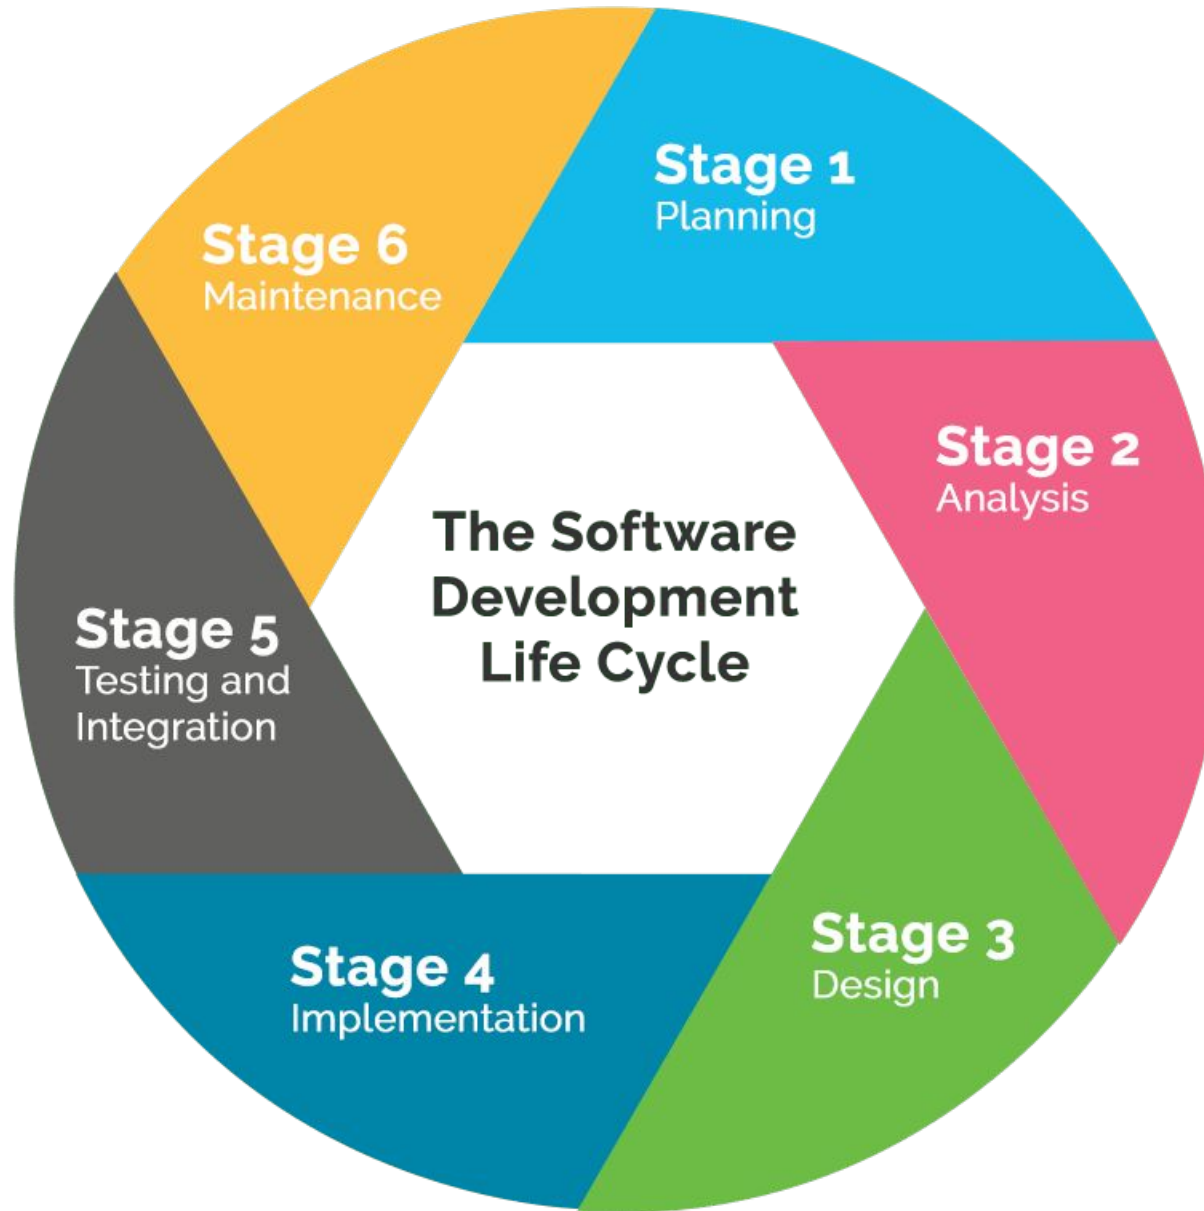 Stage 1
Planning
Stage 2
Analysis
Stage 3
Design
Stage 4
Implementation
Stage 5
Testing and
Integration
Stage 6
Maintenance
The Software
Development
Life Cycle